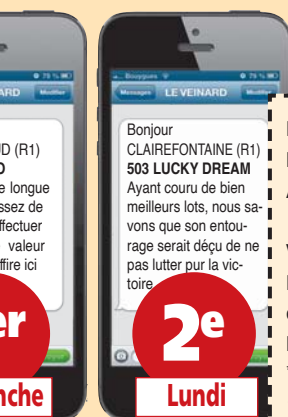 75 %
ARD
Modifier
D (R1)
D
e longue
ssez de
ffectuer
valeur
ffire ici
er
nche
Bouygues
75 %
Messages
LE VEINARD
Modifier
Bonjour
CLAIREFONTAINE (R1)
503 LUCKY DREAM
Ayant couru de bien
meilleurs lots, nous sa-
vons que son entou-
rage serait déçu de ne
pas lutter pur la vic-
toire.
2e
Lundi